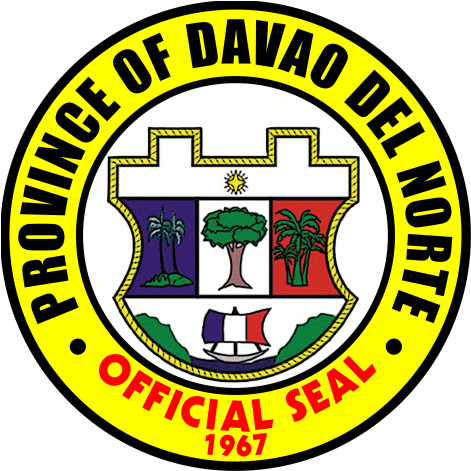 PROVINCE OF DAVAO DEL NORTE
OFFICIAL SEAL
1967